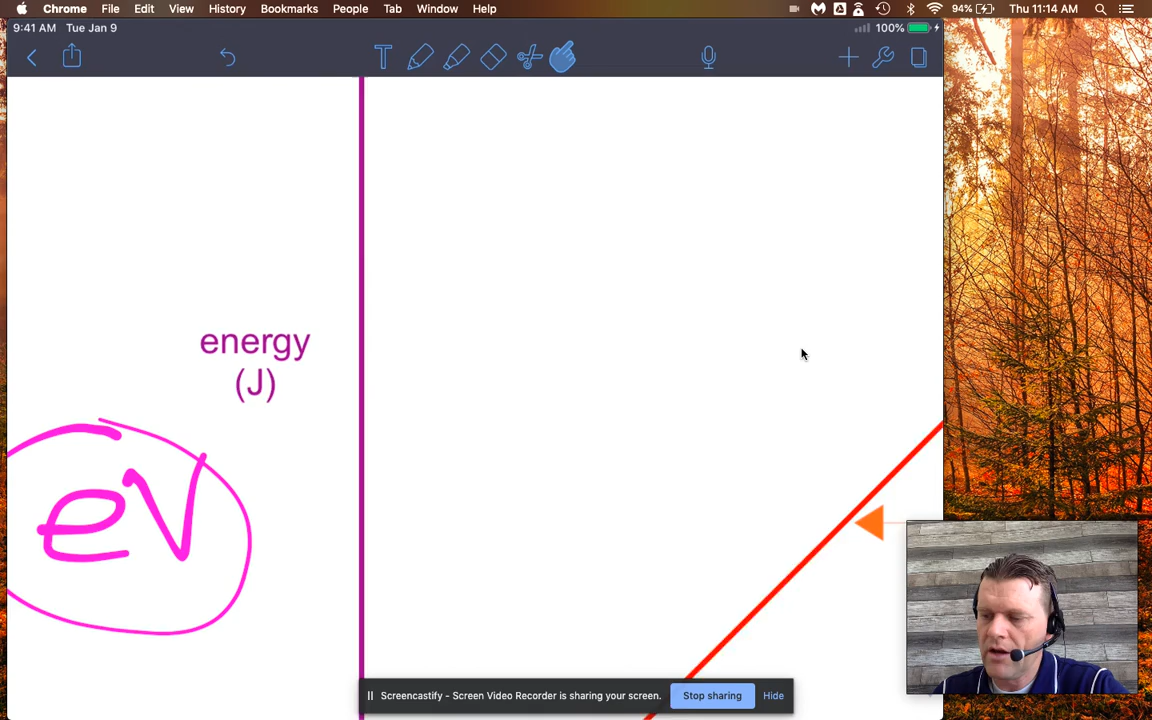 Chrome File Edit View History Bookmarks People Tab Window Help 94% Thu 11:14 AM
9:41 AM Tue Jan 9 100%
T
energy
(J)
eV
Screencastify - Screen Video Recorder is sharing your screen. Stop sharing Hide